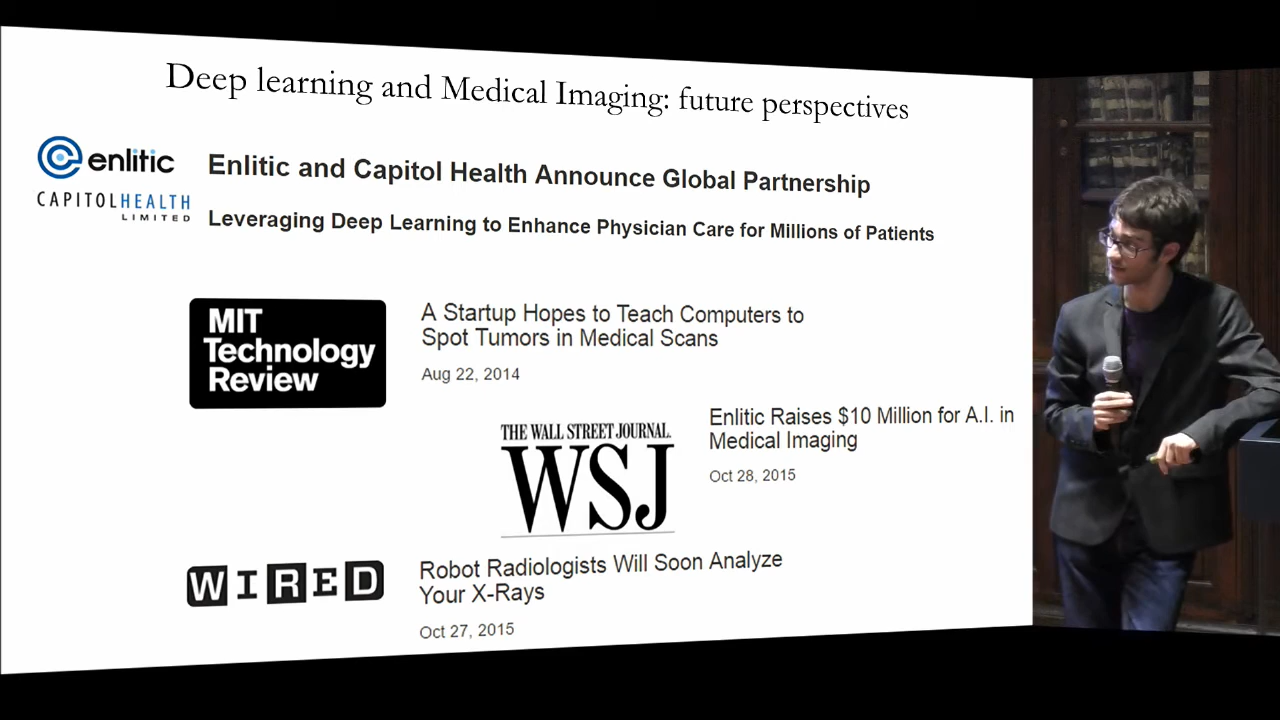 Deep learning and Medical Imaging: future perspectives
enlitic
CAPITOLHEALTH
LIMITED
Enlitic and Capitol Health Announce Global Partnership
Leveraging Deep Learning to Enhance Physician Care for Millions of Patients
MIT
Technology
Review
A Startup Hopes to Teach Computers to
Spot Tumors in Medical Scans
Aug 22, 2014
THE WALL STREET JOURNAL.
WSJ
Enlitic Raises $10 Million for A.I. in
Medical Imaging
Oct 28, 2015
WIRED
Robot Radiologists Will Soon Analyze
Your X-Rays
Oct 27, 2015